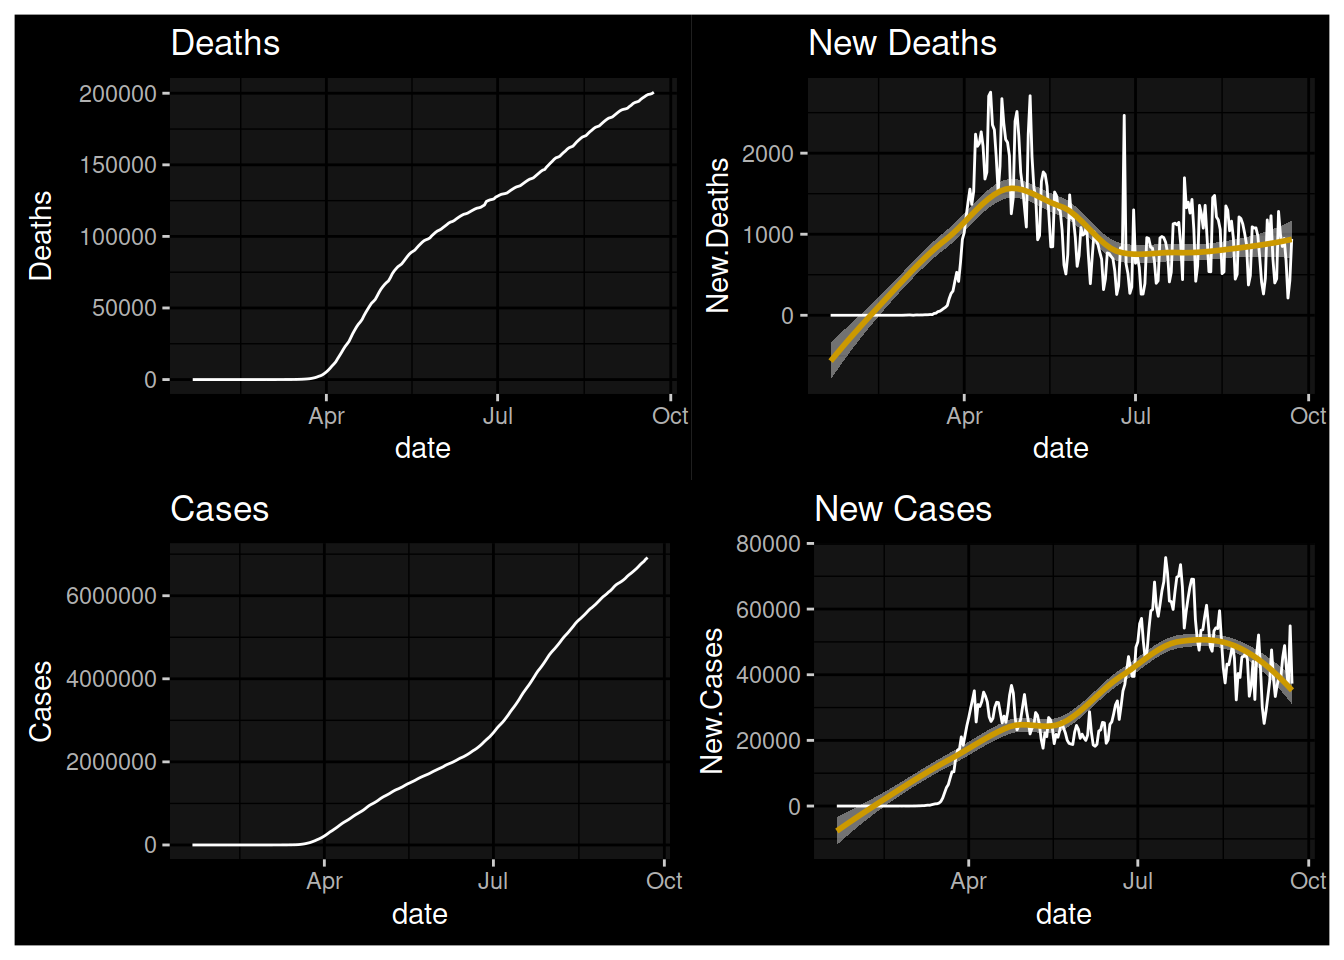 Deaths
200000
150000
100000
50000
0
Deaths
Apr Jul Oct
date
New Deaths
2000
1000
0
New.Deaths
Apr Jul Oct
date
Cases
6000000
4000000
2000000
0
Cases
Apr Jul Oct
date
New Cases
80000
60000
40000
20000
0
New.Cases
Apr Jul Oct
date